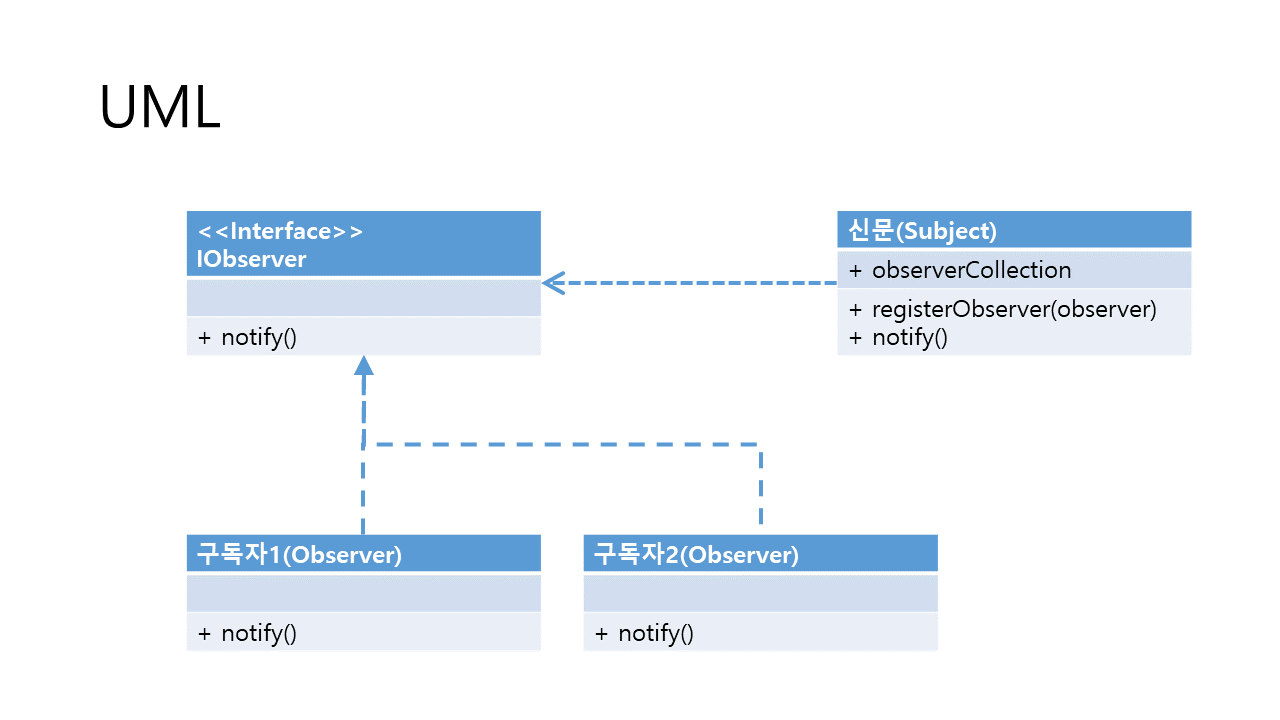 UML
<<Interface>>
IObserver
+ notify()
신문(Subject)
+ observerCollection
+ registerObserver(observer)
+ notify()
구독자1(Observer)
+ notify()
구독자2(Observer)
+ notify()